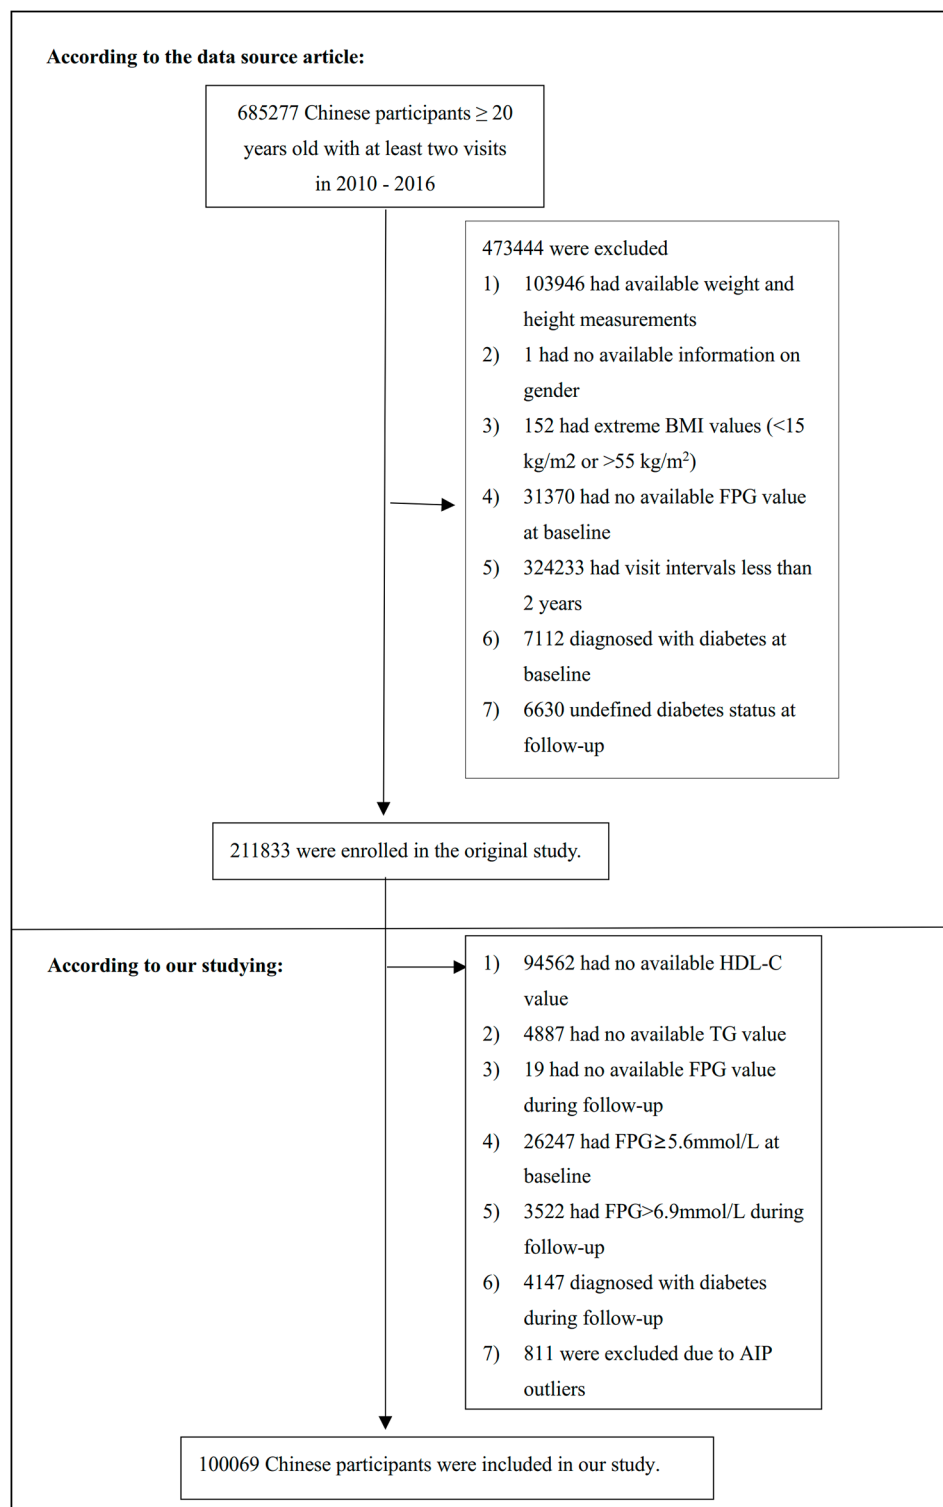 According to the data source article:
685277 Chinese participants ≥ 20
years old with at least two visits
in 2010 - 2016
473444 were excluded
1) 103946 had available weight and
height measurements
2) 1 had no available information on
gender
3) 152 had extreme BMI values (<15
kg/m2 or >55 kg/m²)
4) 31370 had no available FPG value
at baseline
5) 324233 had visit intervals less than
2 years
6) 7112 diagnosed with diabetes at
baseline
7) 6630 undefined diabetes status at
follow-up
211833 were enrolled in the original study.
According to our studying:
1) 94562 had no available HDL-C
value
2) 4887 had no available TG value
3) 19 had no available FPG value
during follow-up
4) 26247 had FPG≥5.6mmol/L at
baseline
5) 3522 had FPG>6.9mmol/L during
follow-up
6) 4147 diagnosed with diabetes
during follow-up
7) 811 were excluded due to AIP
outliers
100069 Chinese participants were included in our study.